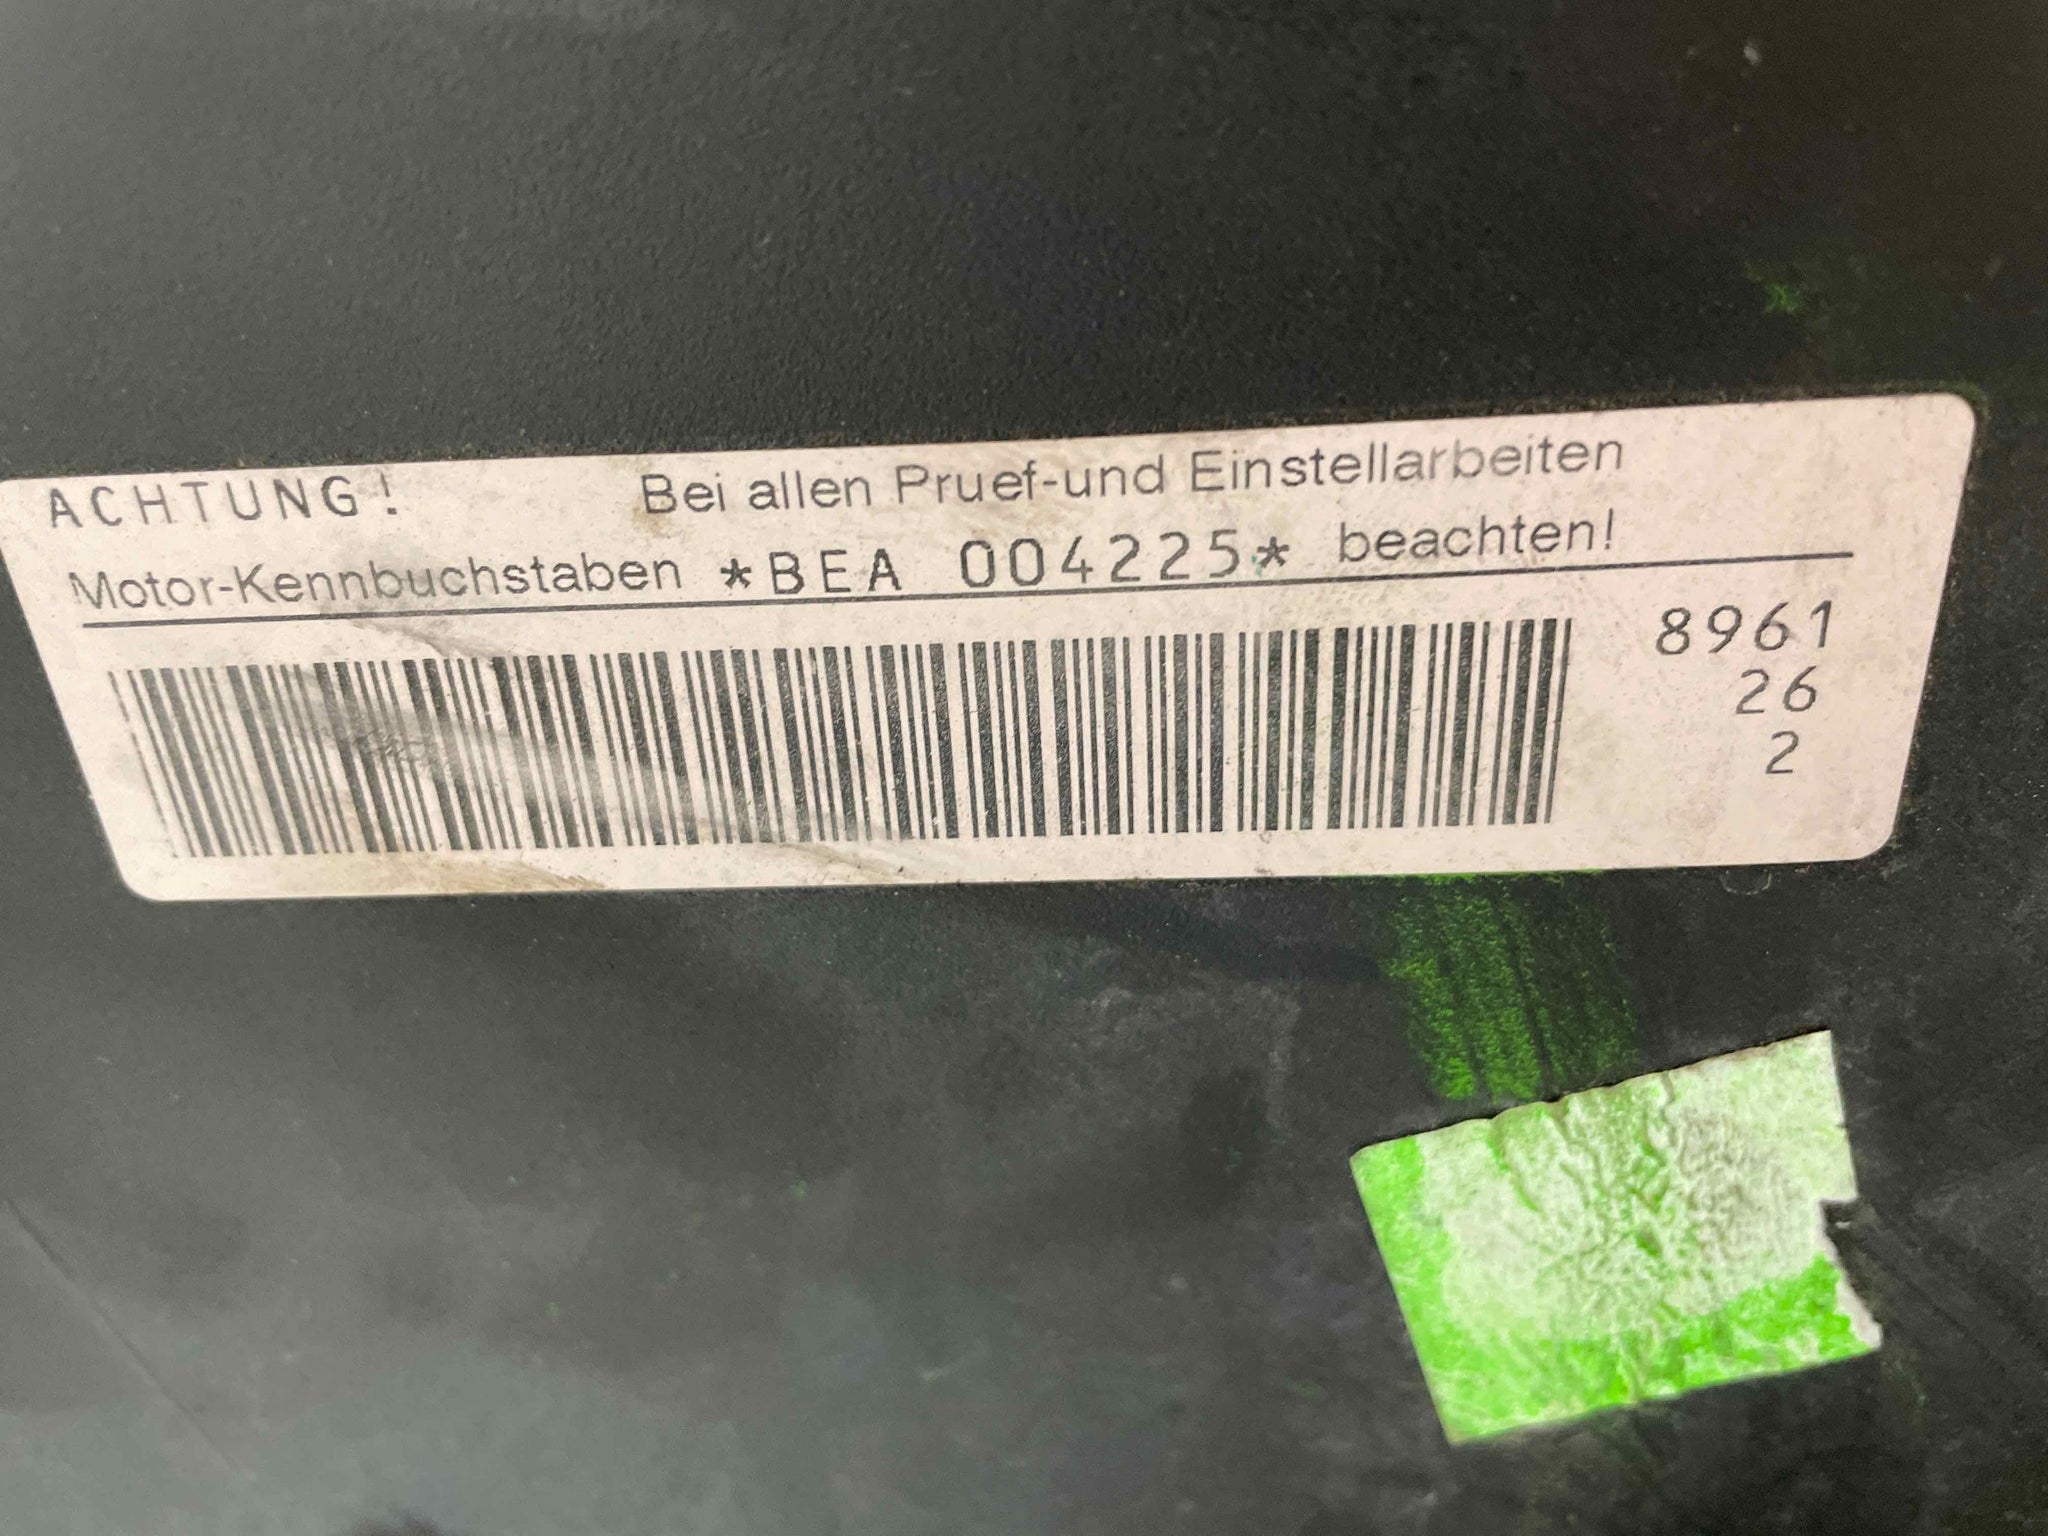 ACHTUNG! Bei allen Pruef-und Einstellarbeiten
Motor-Kennbuchstaben *BEA 004225* beachten!
8961
26
2